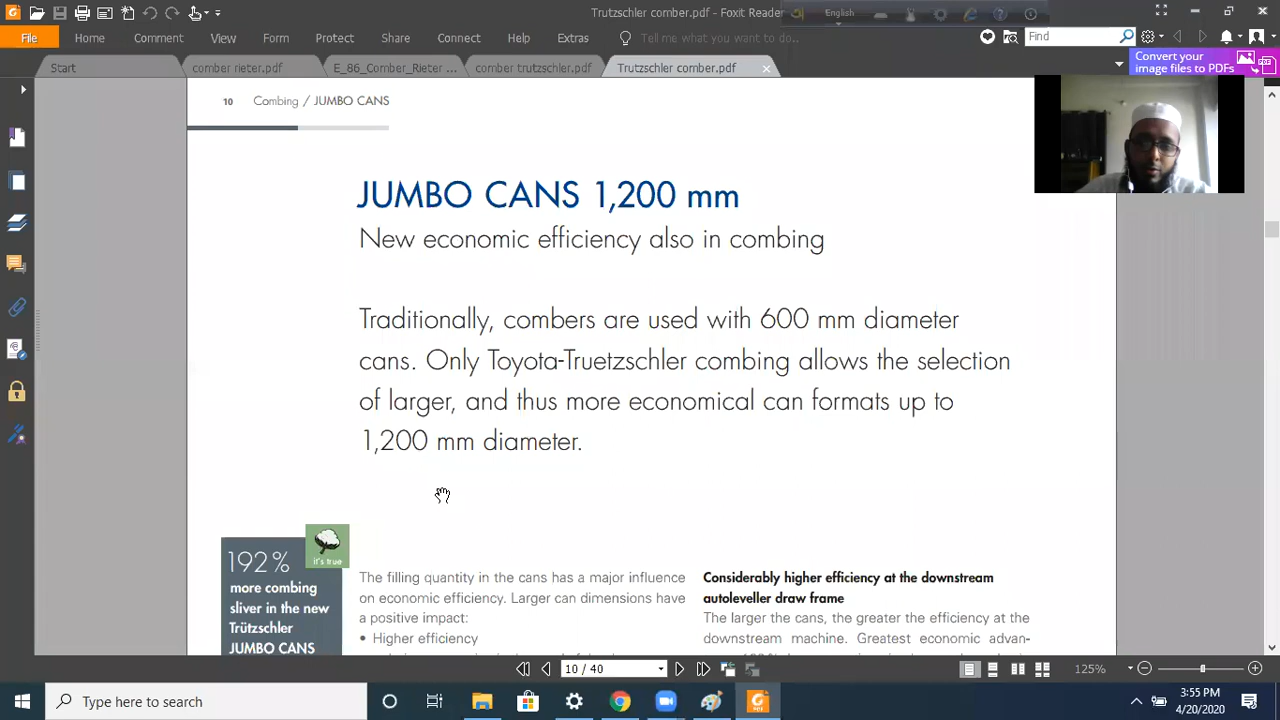 Trutzschler comber.pdf - Foxit Reader
English
File Home Comment View Form Protect Share Connect Help Extras Tell me what you want to do... Find
Convert your
image files to PDFs
Start comber rieter.pdf E_86_Comber_Rieter ... comber trutzschler.pdf Trutzschler comber.pdf
10 Combing / JUMBO CANS
JUMBO CANS 1,200 mm
New economic efficiency also in combing
Traditionally, combers are used with 600 mm diameter
cans. Only Toyota-Truetzschler combing allows the selection
of larger, and thus more economical can formats up to
1,200 mm diameter.
it's true
192 %
more combing
sliver in the new
Trützschler
JUMBO CANS
The filling quantity in the cans has a major influence
on economic efficiency. Larger can dimensions have
a positive impact:
• Higher efficiency
Considerably higher efficiency at the downstream
autoleveller draw frame
The larger the cans, the greater the efficiency at the
downstream machine. Greatest economic advan-
10 / 40
125%
Type here to search
3:55 PM
4/20/2020